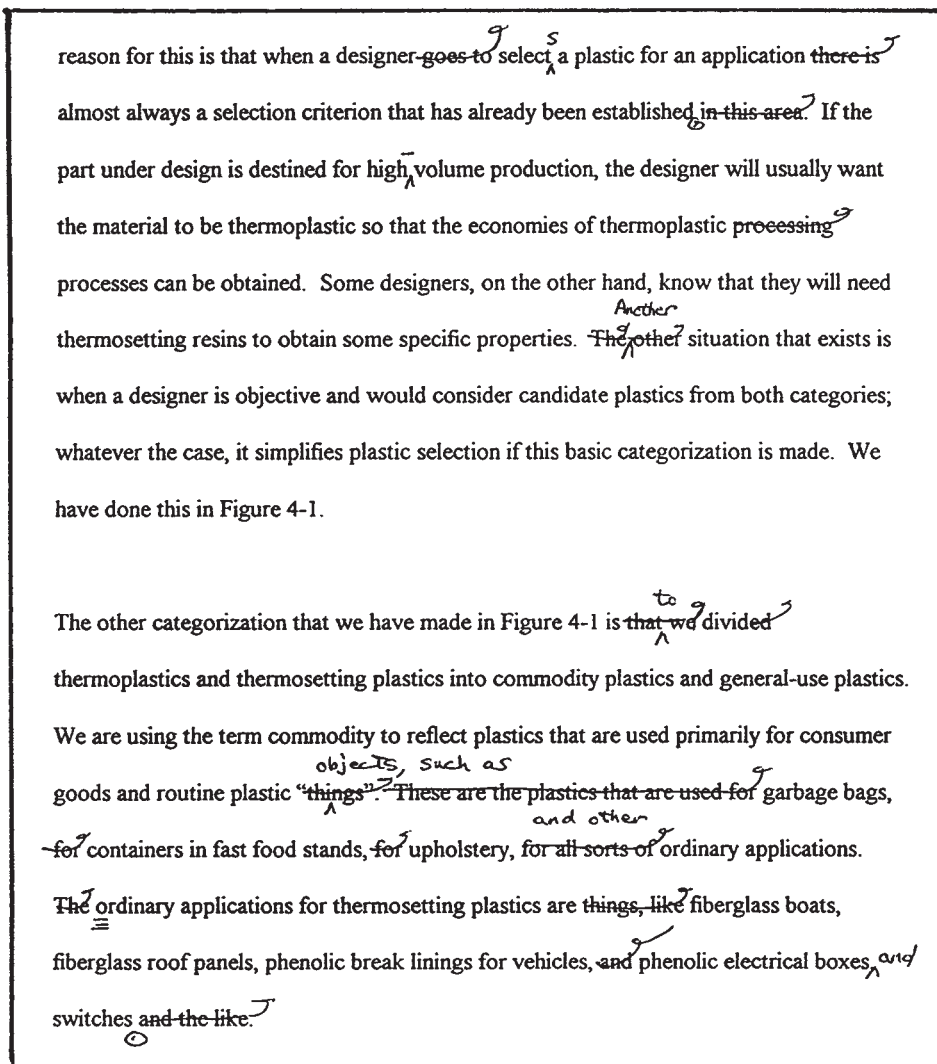 s
reason for this is that when a designer goes to select a plastic for an application there is
almost always a selection criterion that has already been established in this area. If the
part under design is destined for high-volume production, the designer will usually want
the material to be thermoplastic so that the economies of thermoplastic processing
processes can be obtained. Some designers, on the other hand, know that they will need
Another
thermosetting resins to obtain some specific properties. The other situation that exists is
when a designer is objective and would consider candidate plastics from both categories;
whatever the case, it simplifies plastic selection if this basic categorization is made. We
have done this in Figure 4-1.
to
The other categorization that we have made in Figure 4-1 is that we divided
thermoplastics and thermosetting plastics into commodity plastics and general-use plastics.
We are using the term commodity to reflect plastics that are used primarily for consumer
objects, such as
goods and routine plastic "things". These are the plastics that are used for garbage bags,
and other
for containers in fast food stands, for upholstery, for all sorts of ordinary applications.
The ordinary applications for thermosetting plastics are things, like fiberglass boats,
fiberglass roof panels, phenolic break linings for vehicles, and phenolic electrical boxes, and
switches and the like.